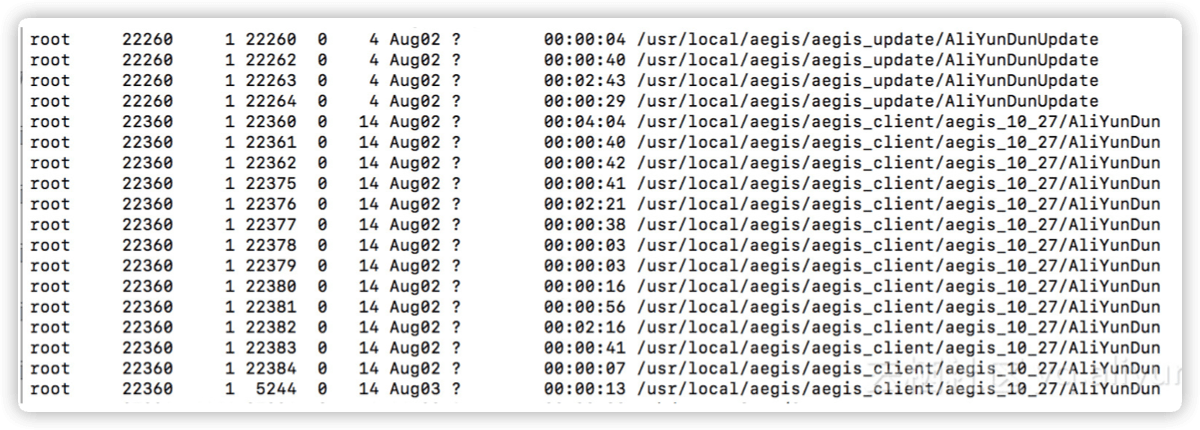 root 22260 1 22260 0 4 Aug02 ? 00:00:04 /usr/local/aegis/aegis_update/AliYunDunUpdate
root 22260 1 22262 0 4 Aug02 ? 00:00:40 /usr/local/aegis/aegis_update/AliYunDunUpdate
root 22260 1 22263 0 4 Aug02 ? 00:02:43 /usr/local/aegis/aegis_update/AliYunDunUpdate
root 22260 1 22264 0 4 Aug02 ? 00:00:29 /usr/local/aegis/aegis_update/AliYunDunUpdate
root 22360 1 22360 0 14 Aug02 ? 00:04:04 /usr/local/aegis/aegis_client/aegis_10_27/AliYunDun
root 22360 1 22361 0 14 Aug02 ? 00:00:40 /usr/local/aegis/aegis_client/aegis_10_27/AliYunDun
root 22360 1 22362 0 14 Aug02 ? 00:00:42 /usr/local/aegis/aegis_client/aegis_10_27/AliYunDun
root 22360 1 22375 0 14 Aug02 ? 00:00:41 /usr/local/aegis/aegis_client/aegis_10_27/AliYunDun
root 22360 1 22376 0 14 Aug02 ? 00:02:21 /usr/local/aegis/aegis_client/aegis_10_27/AliYunDun
root 22360 1 22377 0 14 Aug02 ? 00:00:38 /usr/local/aegis/aegis_client/aegis_10_27/AliYunDun
root 22360 1 22378 0 14 Aug02 ? 00:00:03 /usr/local/aegis/aegis_client/aegis_10_27/AliYunDun
root 22360 1 22379 0 14 Aug02 ? 00:00:03 /usr/local/aegis/aegis_client/aegis_10_27/AliYunDun
root 22360 1 22380 0 14 Aug02 ? 00:00:16 /usr/local/aegis/aegis_client/aegis_10_27/AliYunDun
root 22360 1 22381 0 14 Aug02 ? 00:00:56 /usr/local/aegis/aegis_client/aegis_10_27/AliYunDun
root 22360 1 22382 0 14 Aug02 ? 00:02:16 /usr/local/aegis/aegis_client/aegis_10_27/AliYunDun
root 22360 1 22383 0 14 Aug02 ? 00:00:41 /usr/local/aegis/aegis_client/aegis_10_27/AliYunDun
root 22360 1 22384 0 14 Aug02 ? 00:00:07 /usr/local/aegis/aegis_client/aegis_10_27/AliYunDun
root 22360 1 5244 0 14 Aug03 ? 00:00:13 /usr/local/aegis/aegis_client/aegis_10_27/AliYunDun